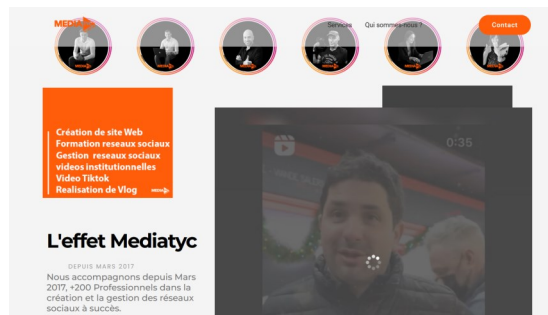 MEDIA
Services
Qui sommes-nous ?
Contact
Création de site Web
Formation reseaux sociaux
Gestion reseaux sociaux
videos institutionnelles
Video Tiktok
Realisation de Vlog
0:35
L'effet Mediatyc
DEPUIS MARS 2017
Nous accompagnons depuis Mars
2017, +200 Professionnels dans la
création et la gestion des réseaux
sociaux à succès.